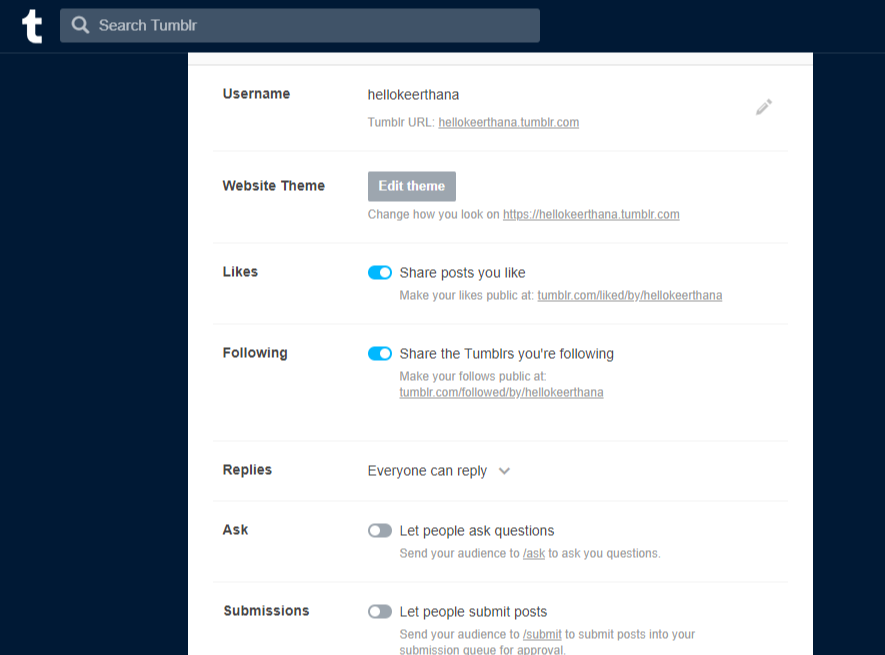 t
Search Tumblr
Username
hellokeerthana
Tumblr URL: hellokeerthana.tumblr.com
Website Theme
Edit theme
Change how you look on https://hellokeerthana.tumblr.com
Likes
Share posts you like
Make your likes public at: tumblr.com/liked/by/hellokeerthana
Following
Share the Tumblrs you're following
Make your follows public at:
tumblr.com/followed/by/hellokeerthana
Replies
Everyone can reply
Ask
Let people ask questions
Send your audience to /ask to ask you questions.
Submissions
Let people submit posts
Send your audience to /submit to submit posts into your
submission queue for approval.